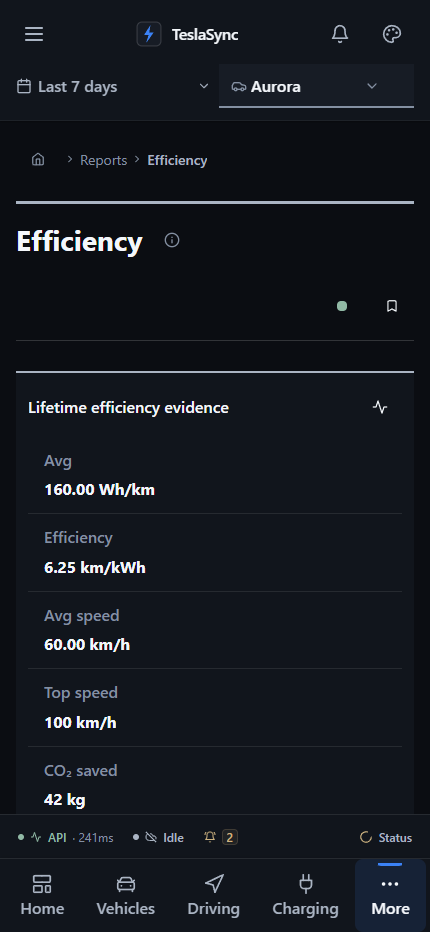 TeslaSync
Last 7 days
Aurora
Reports
Efficiency
Efficiency
Lifetime efficiency evidence
Avg
160.00 Wh/km
Efficiency
6.25 km/kWh
Avg speed
60.00 km/h
Top speed
100 km/h
CO₂ saved
42 kg
API · 241ms
Idle
2
Status
Home
Vehicles
Driving
Charging
More